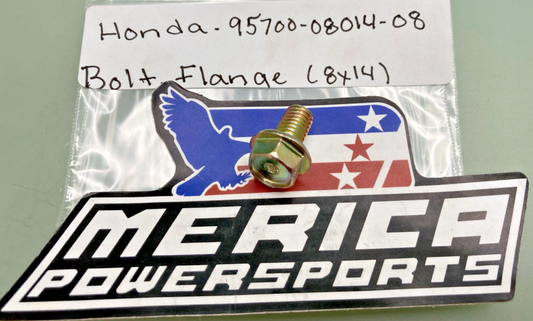 Honda-95700-08014-08
Bolt, Flange (8x14)
MERICA
POWERSPORTS